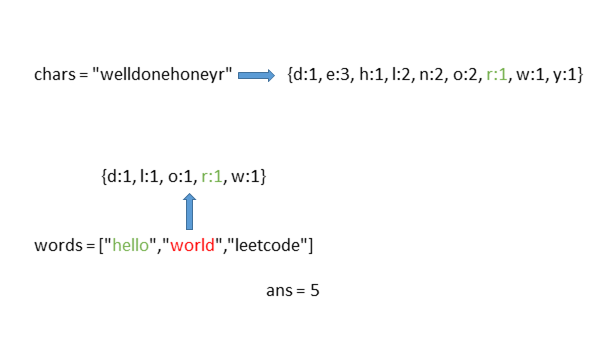 chars = "welldonehoneyr" {d:1, e:3, h:1, l:2, n:2, o:2, r:1, w:1, y:1}
{d:1, l:1, o:1, r:1, w:1}
words = ["hello","world","leetcode"]
ans = 5